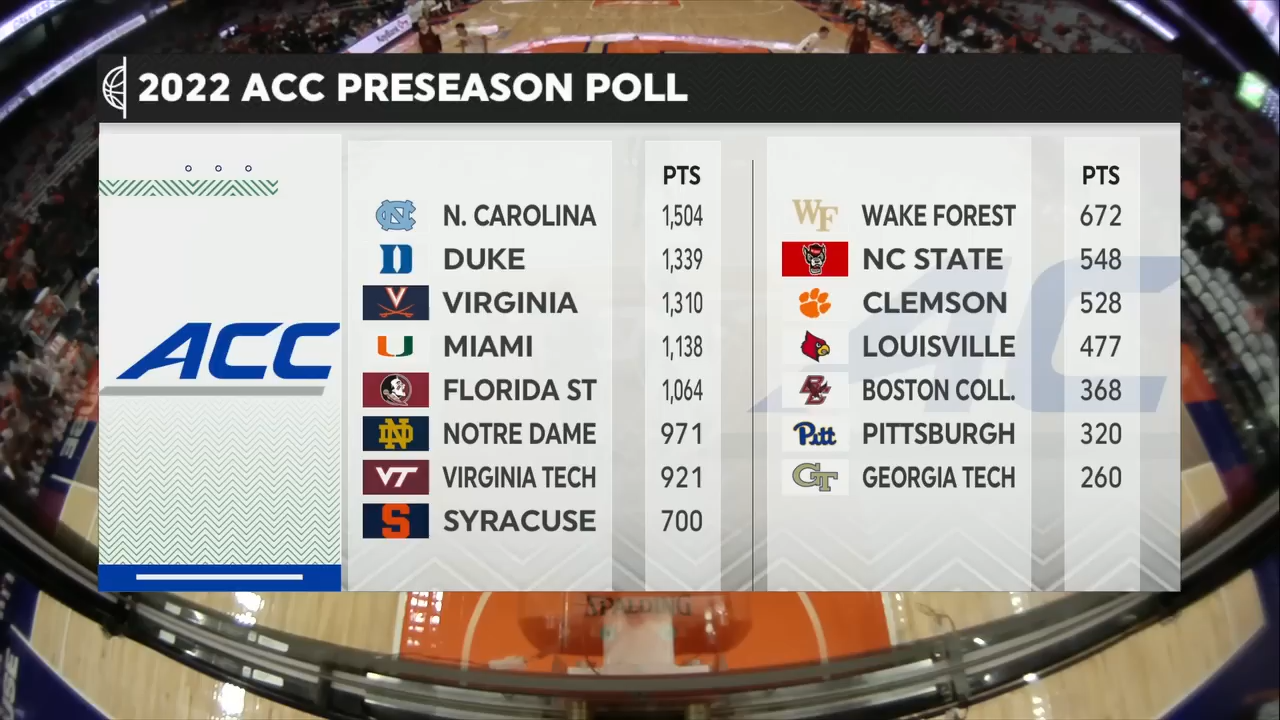 2022 ACC PRESEASON POLL
ACC
PTS
N. CAROLINA 1,504
DUKE 1,339
VIRGINIA 1,310
MIAMI 1,138
FLORIDA ST 1,064
NOTRE DAME 971
VIRGINIA TECH 921
SYRACUSE 700
PTS
WAKE FOREST 672
NC STATE 548
CLEMSON 528
LOUISVILLE 477
BOSTON COLL. 368
PITTSBURGH 320
GEORGIA TECH 260
SPALDING